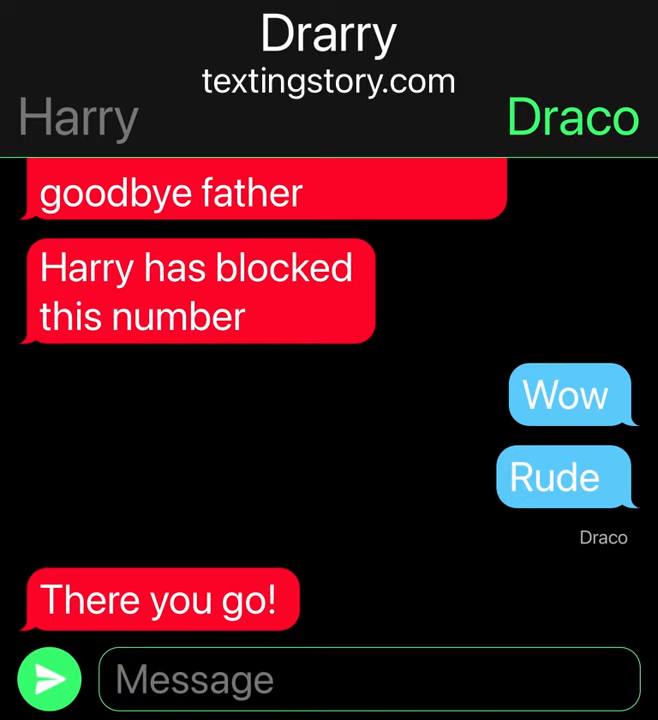 Drarry
textingstory.com
Harry
Draco
goodbye father
Harry has blocked
this number
Wow
Rude
Draco
There you go!
Message